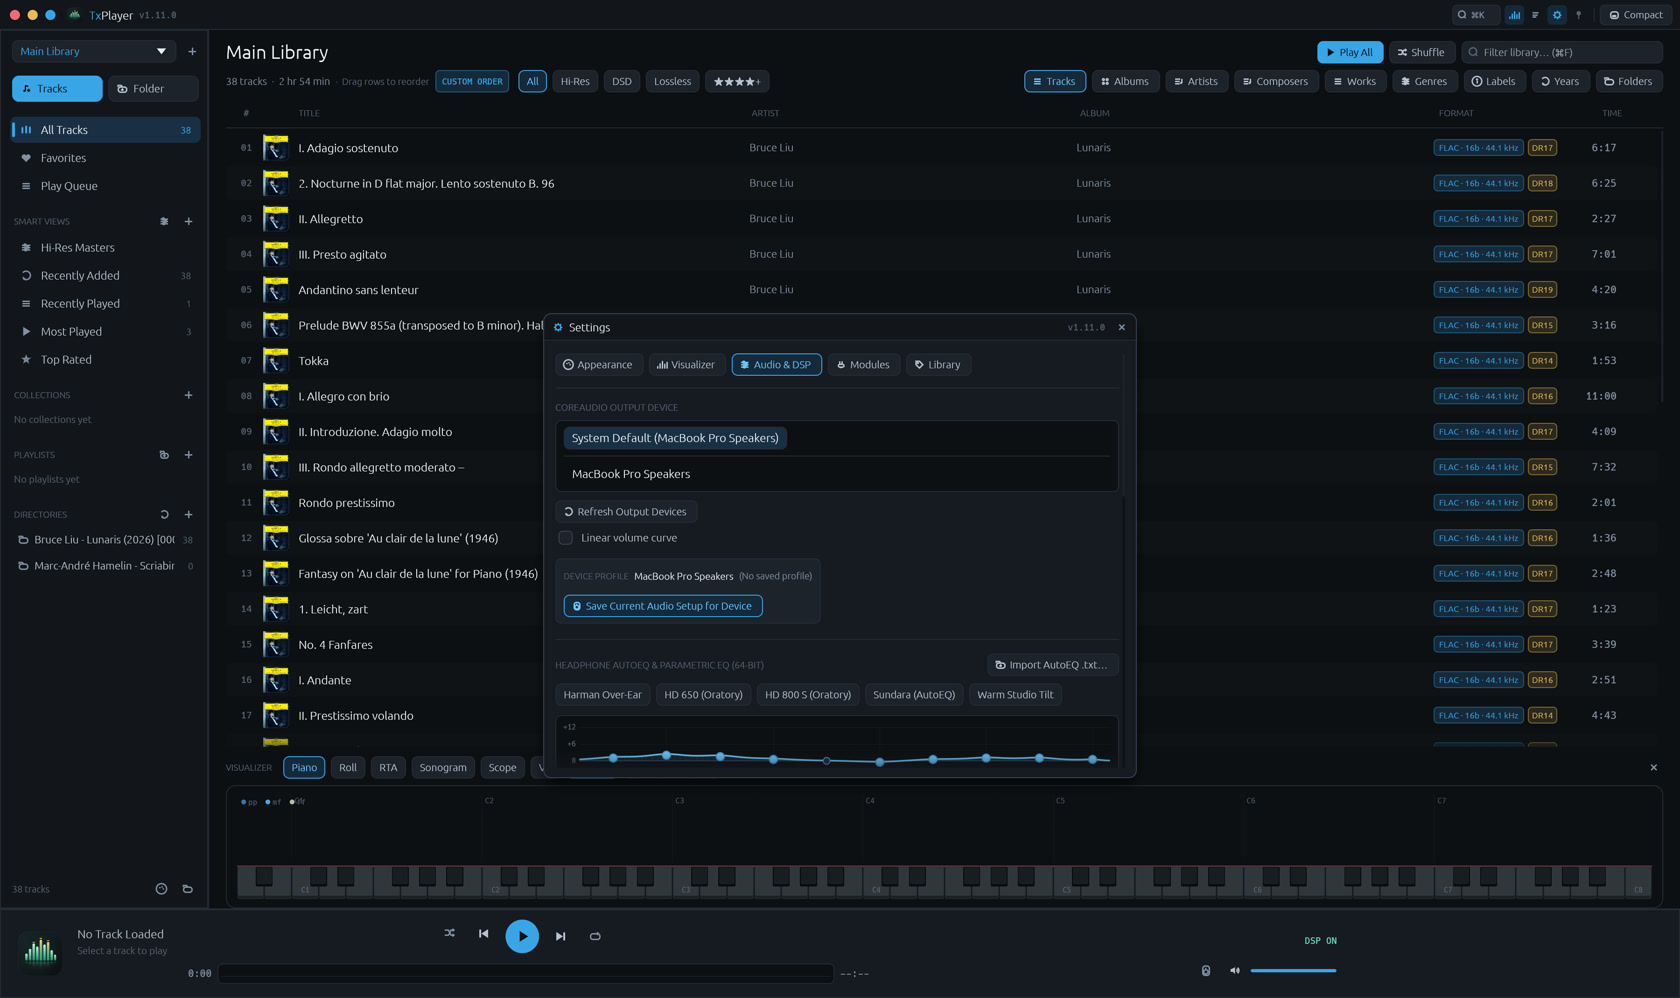 TxPlayer v1.11.0
⌘K
Compact
Main Library
Tracks
Folder
All Tracks 38
Favorites
Play Queue
SMART VIEWS
Hi-Res Masters
Recently Added 38
Recently Played 1
Most Played 3
Top Rated
COLLECTIONS
No collections yet
PLAYLISTS
No playlists yet
DIRECTORIES
Bruce Liu - Lunaris (2026) [00( 38
Marc-André Hamelin - Scriabin 0
38 tracks
Main Library
Play All
Shuffle
Filter library… (⌘F)
38 tracks · 2 hr 54 min · Drag rows to reorder
CUSTOM ORDER
All
Hi-Res
DSD
Lossless
★★★★+
Tracks
Albums
Artists
Composers
Works
Genres
Labels
Years
Folders
# TITLE ARTIST ALBUM FORMAT TIME
01 I. Adagio sostenuto Bruce Liu Lunaris FLAC · 16b · 44.1 kHz DR17 6:17
02 2. Nocturne in D flat major. Lento sostenuto B. 96 Bruce Liu Lunaris FLAC · 16b · 44.1 kHz DR18 6:25
03 II. Allegretto Bruce Liu Lunaris FLAC · 16b · 44.1 kHz DR17 2:27
04 III. Presto agitato Bruce Liu Lunaris FLAC · 16b · 44.1 kHz DR17 7:01
05 Andantino sans lenteur Bruce Liu Lunaris FLAC · 16b · 44.1 kHz DR19 4:20
06 Prelude BWV 855a (transposed to B minor). Hal FLAC · 16b · 44.1 kHz DR15 3:16
07 Tokka FLAC · 16b · 44.1 kHz DR14 1:53
08 I. Allegro con brio FLAC · 16b · 44.1 kHz DR16 11:00
09 II. Introduzione. Adagio molto FLAC · 16b · 44.1 kHz DR17 4:09
10 III. Rondo allegretto moderato – FLAC · 16b · 44.1 kHz DR15 7:32
11 Rondo prestissimo FLAC · 16b · 44.1 kHz DR16 2:01
12 Glossa sobre 'Au clair de la lune' (1946) FLAC · 16b · 44.1 kHz DR16 1:36
13 Fantasy on 'Au clair de la lune' for Piano (1946) FLAC · 16b · 44.1 kHz DR17 2:48
14 1. Leicht, zart FLAC · 16b · 44.1 kHz DR17 1:23
15 No. 4 Fanfares FLAC · 16b · 44.1 kHz DR17 3:39
16 I. Andante FLAC · 16b · 44.1 kHz DR16 2:51
17 II. Prestissimo volando FLAC · 16b · 44.1 kHz DR14 4:43
Settings v1.11.0
Appearance
Visualizer
Audio & DSP
Modules
Library
COREAUDIO OUTPUT DEVICE
System Default (MacBook Pro Speakers)
MacBook Pro Speakers
Refresh Output Devices
Linear volume curve
DEVICE PROFILE MacBook Pro Speakers (No saved profile)
Save Current Audio Setup for Device
HEADPHONE AUTOEQ & PARAMETRIC EQ (64-BIT)
Import AutoEQ .txt…
Harman Over-Ear
HD 650 (Oratory)
HD 800 S (Oratory)
Sundara (AutoEQ)
Warm Studio Tilt
+12
+6
0
VISUALIZER
Piano
Roll
RTA
Sonogram
Scope
pp mf
C2 C3 C4 C5 C6 C7
C1 C2 C3 C4 C5 C6 C7 C8
No Track Loaded
Select a track to play
0:00
--:--
DSP ON